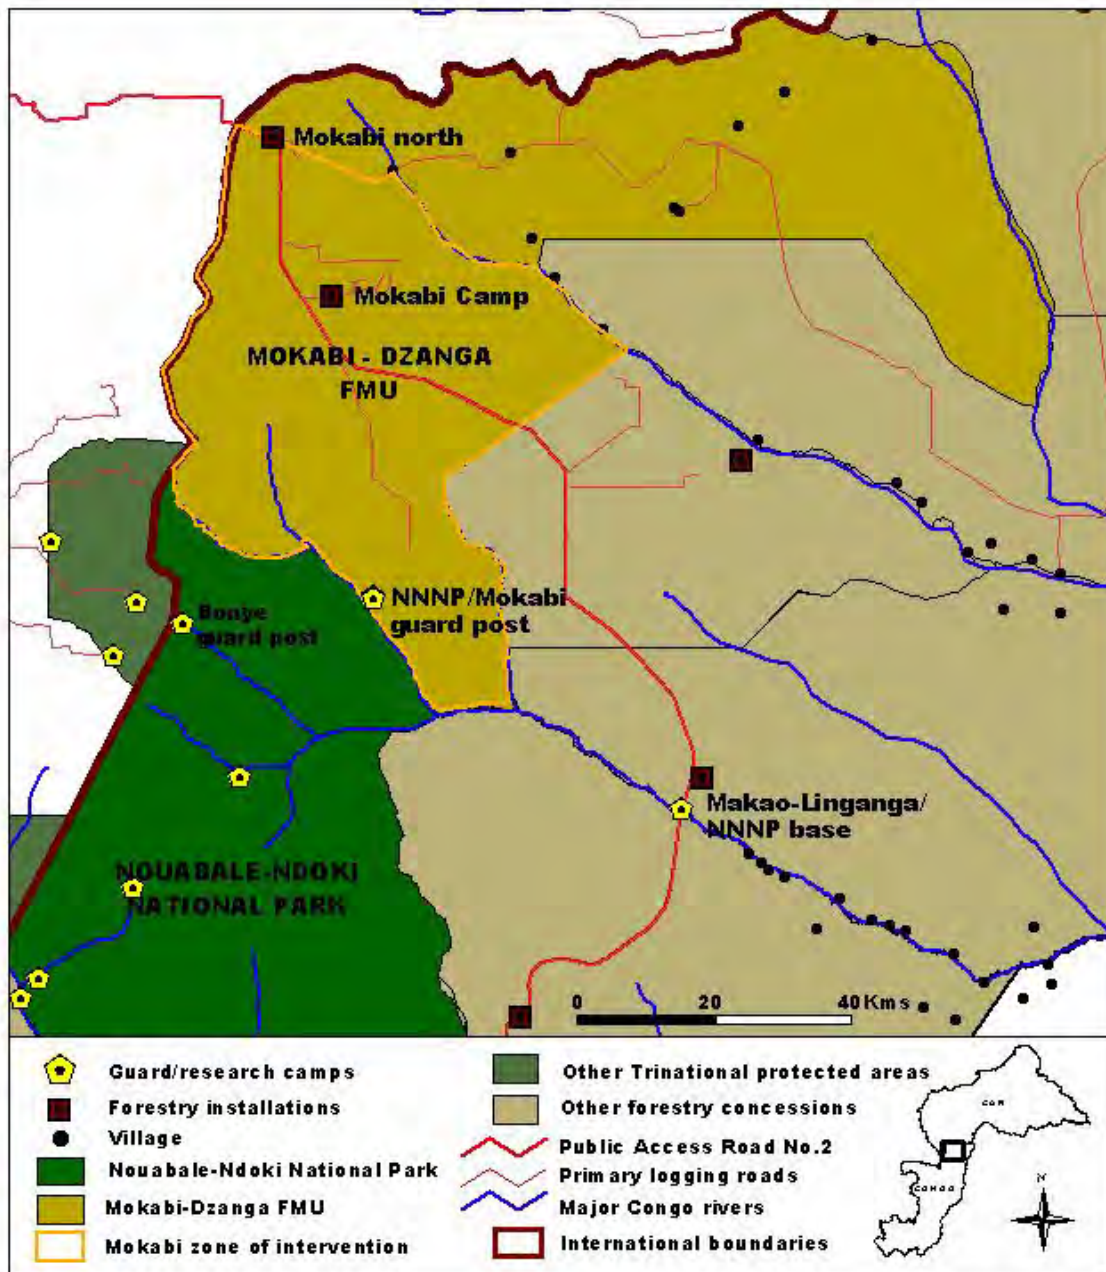 Mokabi north
Mokabi Camp
MOKABI - DZANGA
FMU
NNNP/Mokabi
guard post
Bonye
guard post
Makao-Linganga/
NNNP base
NOUABALE-NDOKI
NATIONAL PARK
0 20 40 Kms
Guard/research camps
Forestry installations
Village
Nouabale-Ndoki National Park
Mokabi-Dzanga FMU
Mokabi zone of intervention
Other Trinational protected areas
Other forestry concessions
Public Access Road No.2
Primary logging roads
Major Congo rivers
International boundaries
CONGO
N